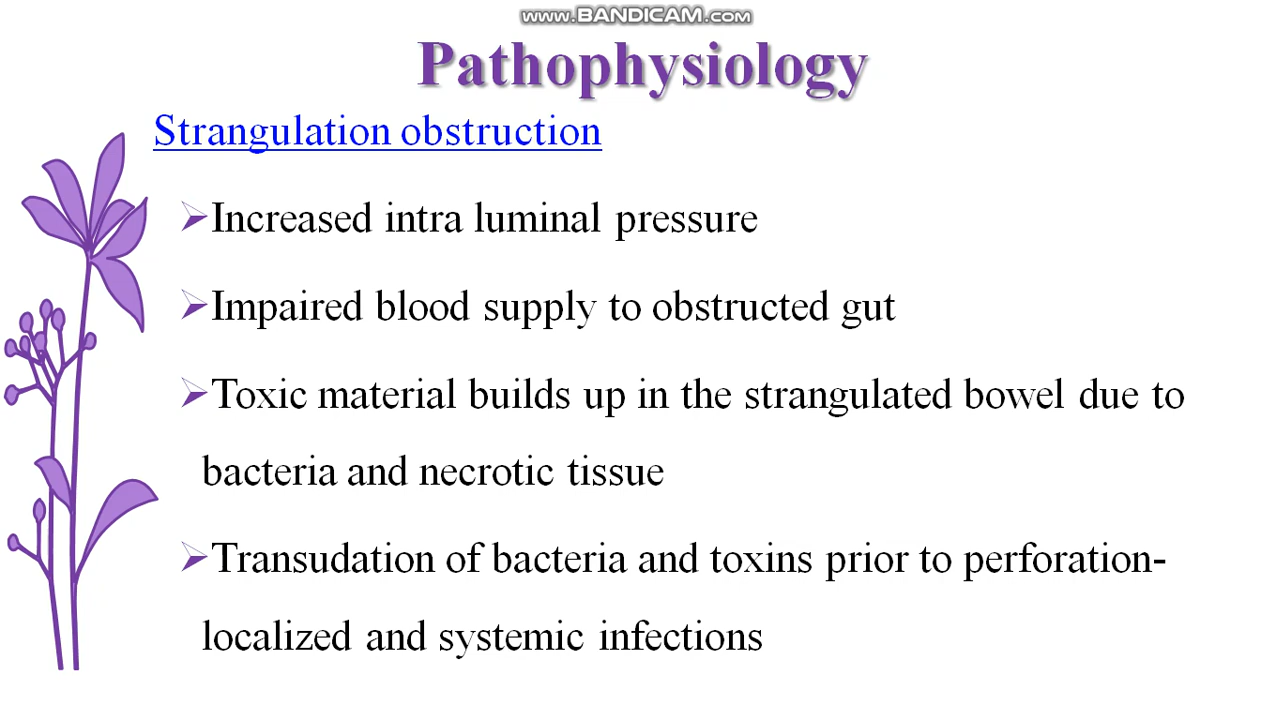 www.BANDICAM.com
Pathophysiology
Strangulation obstruction
➢Increased intra luminal pressure
➢Impaired blood supply to obstructed gut
➢Toxic material builds up in the strangulated bowel due to
bacteria and necrotic tissue
➢Transudation of bacteria and toxins prior to perforation-
localized and systemic infections